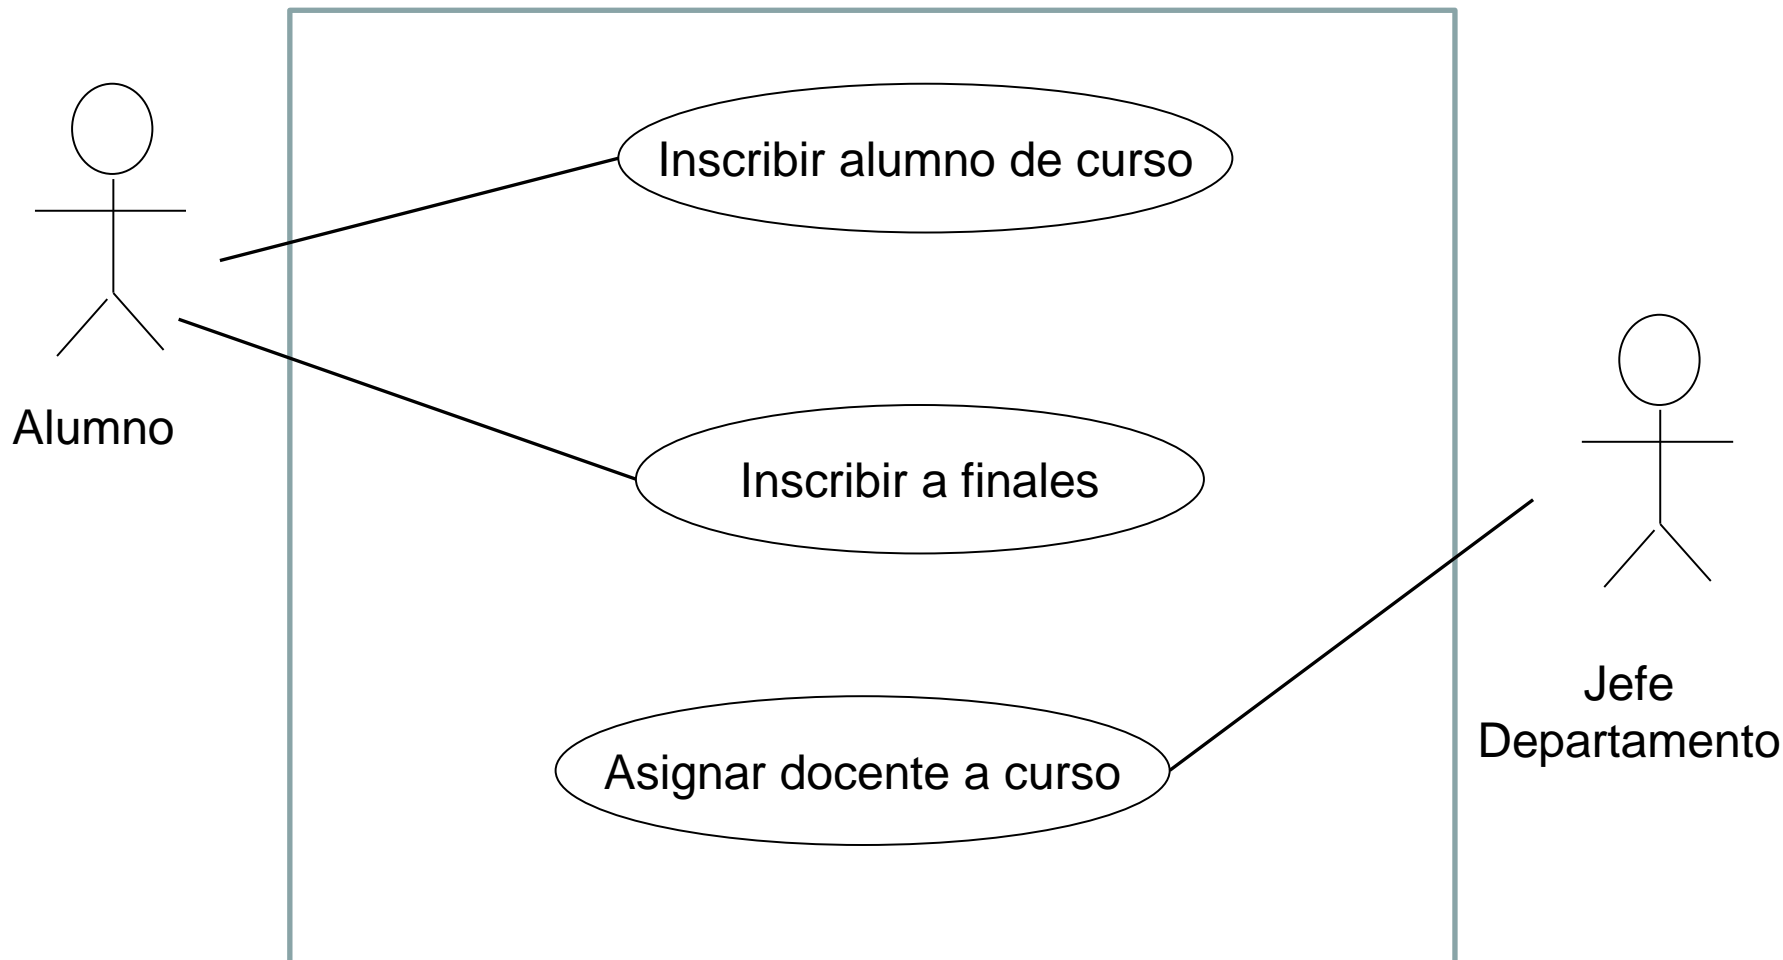 Inscribir alumno de curso
Alumno
Inscribir a finales
Jefe
Departamento
Asignar docente a curso